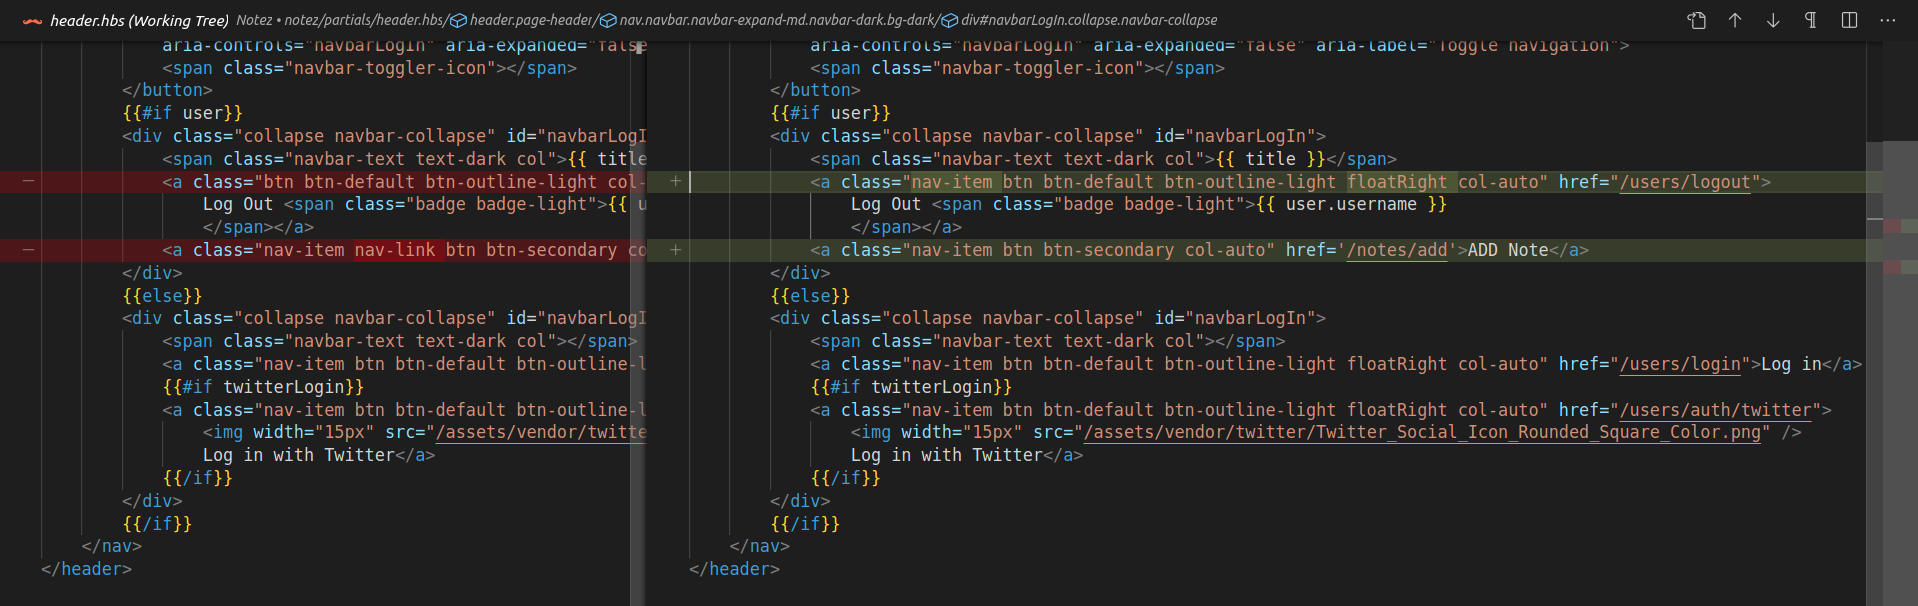 header.hbs (Working Tree) Notez • notez/partials/header.hbs/ header.page-header/ nav.navbar.navbar-expand-md.navbar-dark.bg-dark/ div#navbarLogIn.collapse.navbar-collapse
aria-controls="navbarLogIn" aria-expanded="false
<span class="navbar-toggler-icon"></span>
</button>
{{#if user}}
<div class="collapse navbar-collapse" id="navbarLogI
<span class="navbar-text text-dark col">{{ title
− <a class="btn btn-default btn-outline-light col-
Log Out <span class="badge badge-light">{{ u
</span></a>
− <a class="nav-item nav-link btn btn-secondary co
</div>
{{else}}
<div class="collapse navbar-collapse" id="navbarLogI
<span class="navbar-text text-dark col"></span>
<a class="nav-item btn btn-default btn-outline-l
{{#if twitterLogin}}
<a class="nav-item btn btn-default btn-outline-l
<img width="15px" src="/assets/vendor/twitte
Log in with Twitter</a>
{{/if}}
</div>
{{/if}}
</nav>
</header>
aria-controls="navbarLogIn" aria-expanded="false" aria-label="Toggle navigation">
<span class="navbar-toggler-icon"></span>
</button>
{{#if user}}
<div class="collapse navbar-collapse" id="navbarLogIn">
<span class="navbar-text text-dark col">{{ title }}</span>
+ <a class="nav-item btn btn-default btn-outline-light floatRight col-auto" href="/users/logout">
Log Out <span class="badge badge-light">{{ user.username }}
</span></a>
+ <a class="nav-item btn btn-secondary col-auto" href='/notes/add'>ADD Note</a>
</div>
{{else}}
<div class="collapse navbar-collapse" id="navbarLogIn">
<span class="navbar-text text-dark col"></span>
<a class="nav-item btn btn-default btn-outline-light floatRight col-auto" href="/users/login">Log in</a>
{{#if twitterLogin}}
<a class="nav-item btn btn-default btn-outline-light floatRight col-auto" href="/users/auth/twitter">
<img width="15px" src="/assets/vendor/twitter/Twitter_Social_Icon_Rounded_Square_Color.png" />
Log in with Twitter</a>
{{/if}}
</div>
{{/if}}
</nav>
</header>